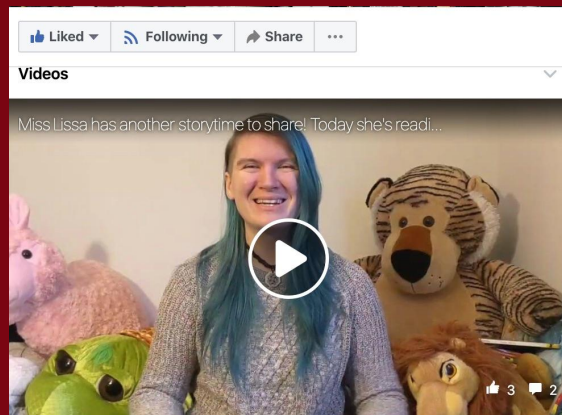 Liked Following Share ...
Videos
Miss Lissa has another storytime to share! Today she's readi...
3 2